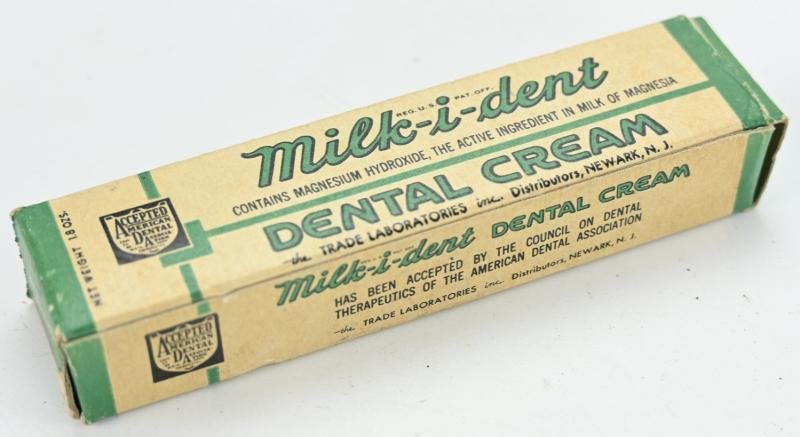 REG. U.S. PAT. OFF.
Milk-i-dent
CONTAINS MAGNESIUM HYDROXIDE, THE ACTIVE INGREDIENT IN MILK OF MAGNESIA
DENTAL CREAM
the TRADE LABORATORIES inc. Distributors, NEWARK, N. J.
NET WEIGHT 1.8 OZS.
ACCEPTED
AMERICAN
DENTAL
Milk-i-dent DENTAL CREAM
HAS BEEN ACCEPTED BY THE COUNCIL ON DENTAL
THERAPEUTICS OF THE AMERICAN DENTAL ASSOCIATION
the TRADE LABORATORIES inc. Distributors, NEWARK, N. J.
ACCEPTED
AMERICAN
DENTAL